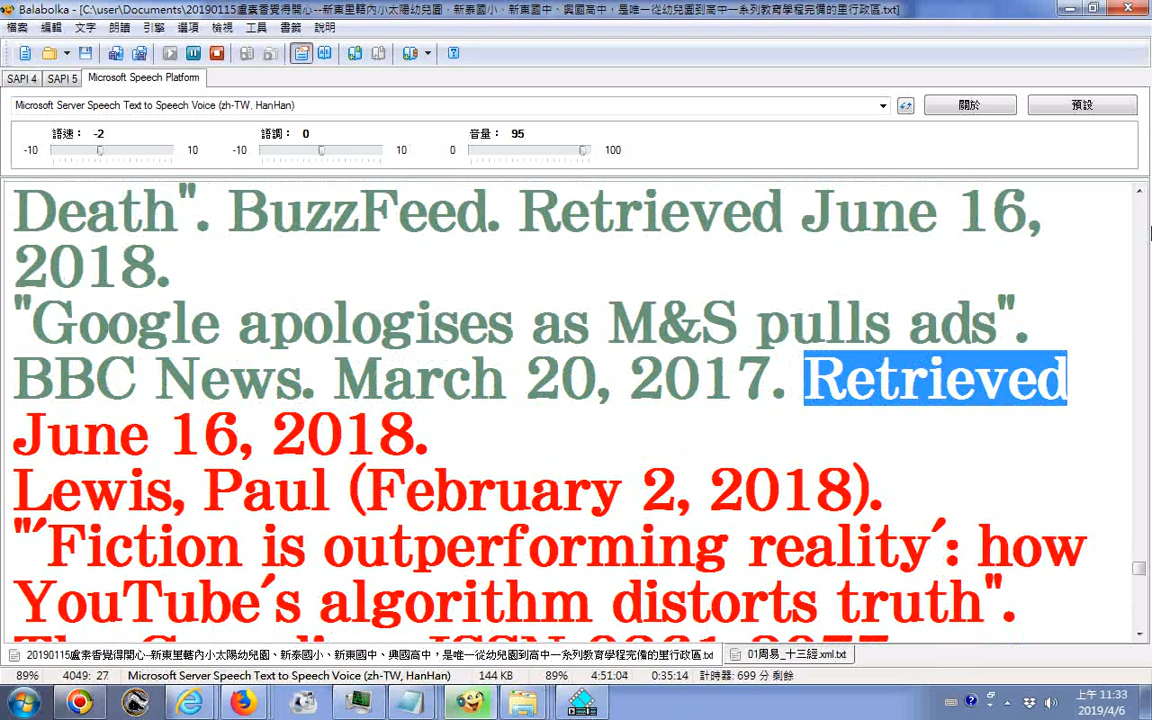 Balabolka - [C:\user\Documents\20190115盧素香覺得開心--新東里轄內小太陽幼兒園、新泰國小、新東國中、興國高中，是唯一從幼兒園到高中一系列教育學程完備的里行政區.txt]
檔案 編輯 文字 朗讀 引擎 選項 檢視 工具 書籤 說明
SAPI 4 SAPI 5 Microsoft Speech Platform
Microsoft Server Speech Text to Speech Voice (zh-TW, HanHan) 關於 預設
語速： -2 語調： 0 音量： 95
-10 10 -10 10 0 100
Death". BuzzFeed. Retrieved June 16,
2018.
"Google apologises as M&S pulls ads".
BBC News. March 20, 2017. Retrieved
June 16, 2018.
Lewis, Paul (February 2, 2018).
"'Fiction is outperforming reality': how
YouTube's algorithm distorts truth".
The Guardian. ISSN 0261-3077
20190115盧素香覺得開心--新東里轄內小太陽幼兒園、新泰國小、新東國中、興國高中，是唯一從幼兒園到高中一系列教育學程完備的里行政區.txt 01周易_十三經.xml.txt
89% 4049: 27 Microsoft Server Speech Text to Speech Voice (zh-TW, HanHan) 144 KB 89% 4:51:04 0:35:14 計時器：699 分 剩餘
上午 11:33
2019/4/6